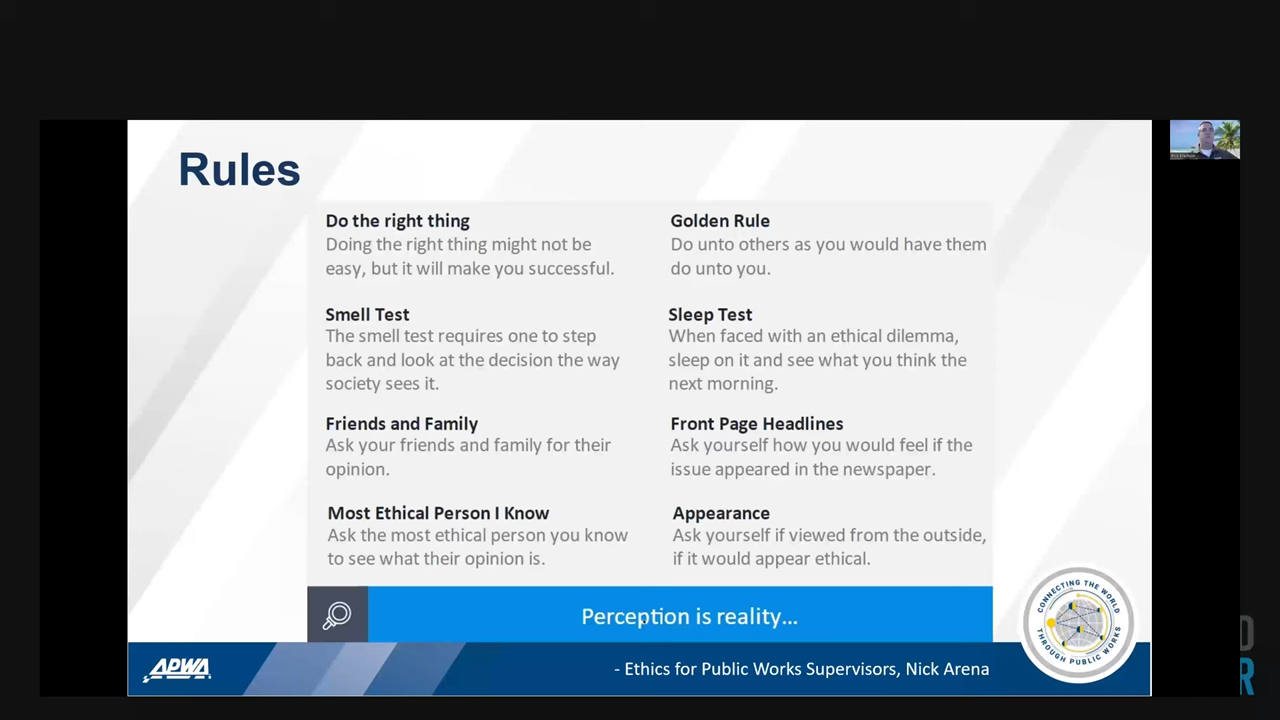 Rules
Do the right thing
Doing the right thing might not be
easy, but it will make you successful.
Golden Rule
Do unto others as you would have them
do unto you.
Smell Test
The smell test requires one to step
back and look at the decision the way
society sees it.
Sleep Test
When faced with an ethical dilemma,
sleep on it and see what you think the
next morning.
Friends and Family
Ask your friends and family for their
opinion.
Front Page Headlines
Ask yourself how you would feel if the
issue appeared in the newspaper.
Most Ethical Person I Know
Ask the most ethical person you know
to see what their opinion is.
Appearance
Ask yourself if viewed from the outside,
if it would appear ethical.
Perception is reality...
APWA
- Ethics for Public Works Supervisors, Nick Arena
CONNECTING THE WORLD
THROUGH PUBLIC WORKS
D
R